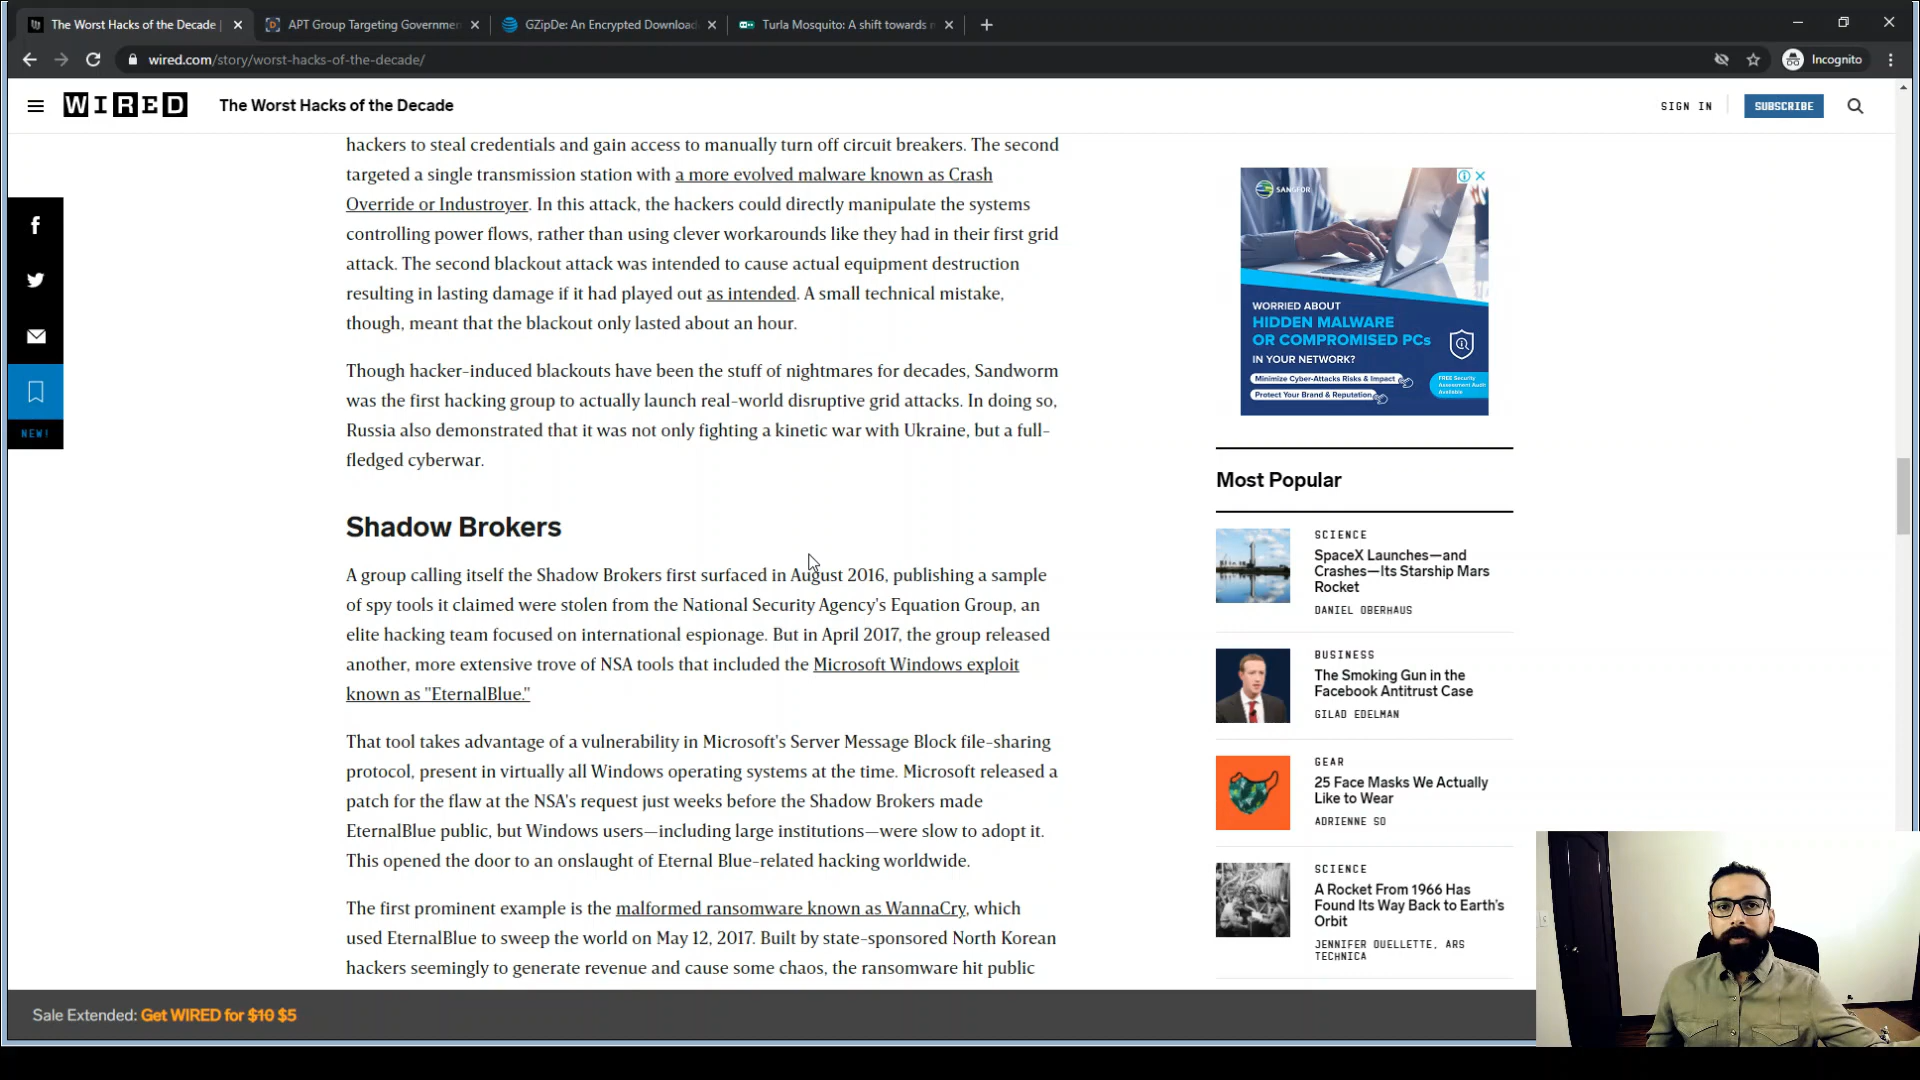 The Worst Hacks of the Decade |
APT Group Targeting Governmen
GZipDe: An Encrypted Download
Turla Mosquito: A shift towards
wired.com/story/worst-hacks-of-the-decade/
Incognito
WIRED
The Worst Hacks of the Decade
SIGN IN
SUBSCRIBE
hackers to steal credentials and gain access to manually turn off circuit breakers. The second
targeted a single transmission station with a more evolved malware known as Crash
Override or Industroyer. In this attack, the hackers could directly manipulate the systems
controlling power flows, rather than using clever workarounds like they had in their first grid
attack. The second blackout attack was intended to cause actual equipment destruction
resulting in lasting damage if it had played out as intended. A small technical mistake,
though, meant that the blackout only lasted about an hour.
Though hacker-induced blackouts have been the stuff of nightmares for decades, Sandworm
was the first hacking group to actually launch real-world disruptive grid attacks. In doing so,
Russia also demonstrated that it was not only fighting a kinetic war with Ukraine, but a full-
fledged cyberwar.
Shadow Brokers
A group calling itself the Shadow Brokers first surfaced in August 2016, publishing a sample
of spy tools it claimed were stolen from the National Security Agency's Equation Group, an
elite hacking team focused on international espionage. But in April 2017, the group released
another, more extensive trove of NSA tools that included the Microsoft Windows exploit
known as "EternalBlue."
That tool takes advantage of a vulnerability in Microsoft's Server Message Block file-sharing
protocol, present in virtually all Windows operating systems at the time. Microsoft released a
patch for the flaw at the NSA's request just weeks before the Shadow Brokers made
EternalBlue public, but Windows users—including large institutions—were slow to adopt it.
This opened the door to an onslaught of Eternal Blue-related hacking worldwide.
The first prominent example is the malformed ransomware known as WannaCry, which
used EternalBlue to sweep the world on May 12, 2017. Built by state-sponsored North Korean
hackers seemingly to generate revenue and cause some chaos, the ransomware hit public
NEW!
SANGFOR
WORRIED ABOUT
HIDDEN MALWARE
OR COMPROMISED PCs
IN YOUR NETWORK?
Minimize Cyber-Attacks Risks & Impact
Protect Your Brand & Reputation
FREE Security
Assessment Audit
Available
Most Popular
SCIENCE
SpaceX Launches—and
Crashes—Its Starship Mars
Rocket
DANIEL OBERHAUS
BUSINESS
The Smoking Gun in the
Facebook Antitrust Case
GILAD EDELMAN
GEAR
25 Face Masks We Actually
Like to Wear
ADRIENNE SO
SCIENCE
A Rocket From 1966 Has
Found Its Way Back to Earth's
Orbit
JENNIFER OUELLETTE, ARS
TECHNICA
Sale Extended: Get WIRED for $10 $5